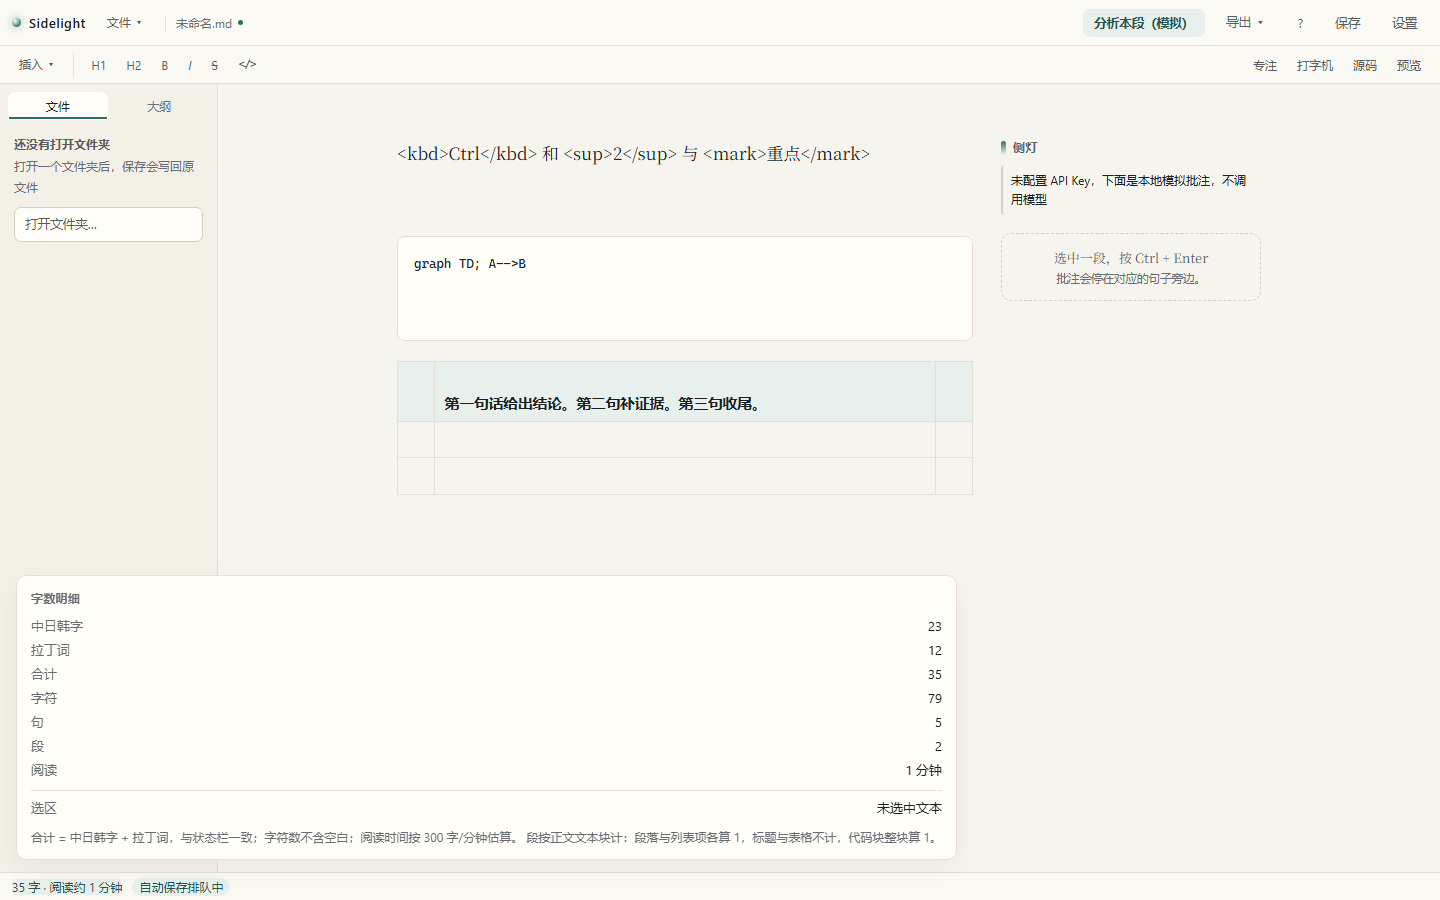 Sidelight 文件 ▾ 未命名.md ●
分析本段（模拟） 导出 ▾ ? 保存 设置
插入 ▾ H1 H2 B I S </>
专注 打字机 源码 预览
文件 大纲
还没有打开文件夹
打开一个文件夹后，保存会写回原
文件
打开文件夹...
<kbd>Ctrl</kbd> 和 <sup>2</sup> 与 <mark>重点</mark>
graph TD; A-->B
第一句话给出结论。第二句补证据。第三句收尾。
侧灯
未配置 API Key，下面是本地模拟批注，不调
用模型
选中一段，按 Ctrl + Enter
批注会停在对应的句子旁边。
字数明细
中日韩字 23
拉丁词 12
合计 35
字符 79
句 5
段 2
阅读 1 分钟
选区 未选中文本
合计 = 中日韩字 + 拉丁词，与状态栏一致；字符数不含空白；阅读时间按 300 字/分钟估算。 段按正文文本块计：段落与列表项各算 1，标题与表格不计，代码块整块算 1。
35 字 · 阅读约 1 分钟 自动保存排队中